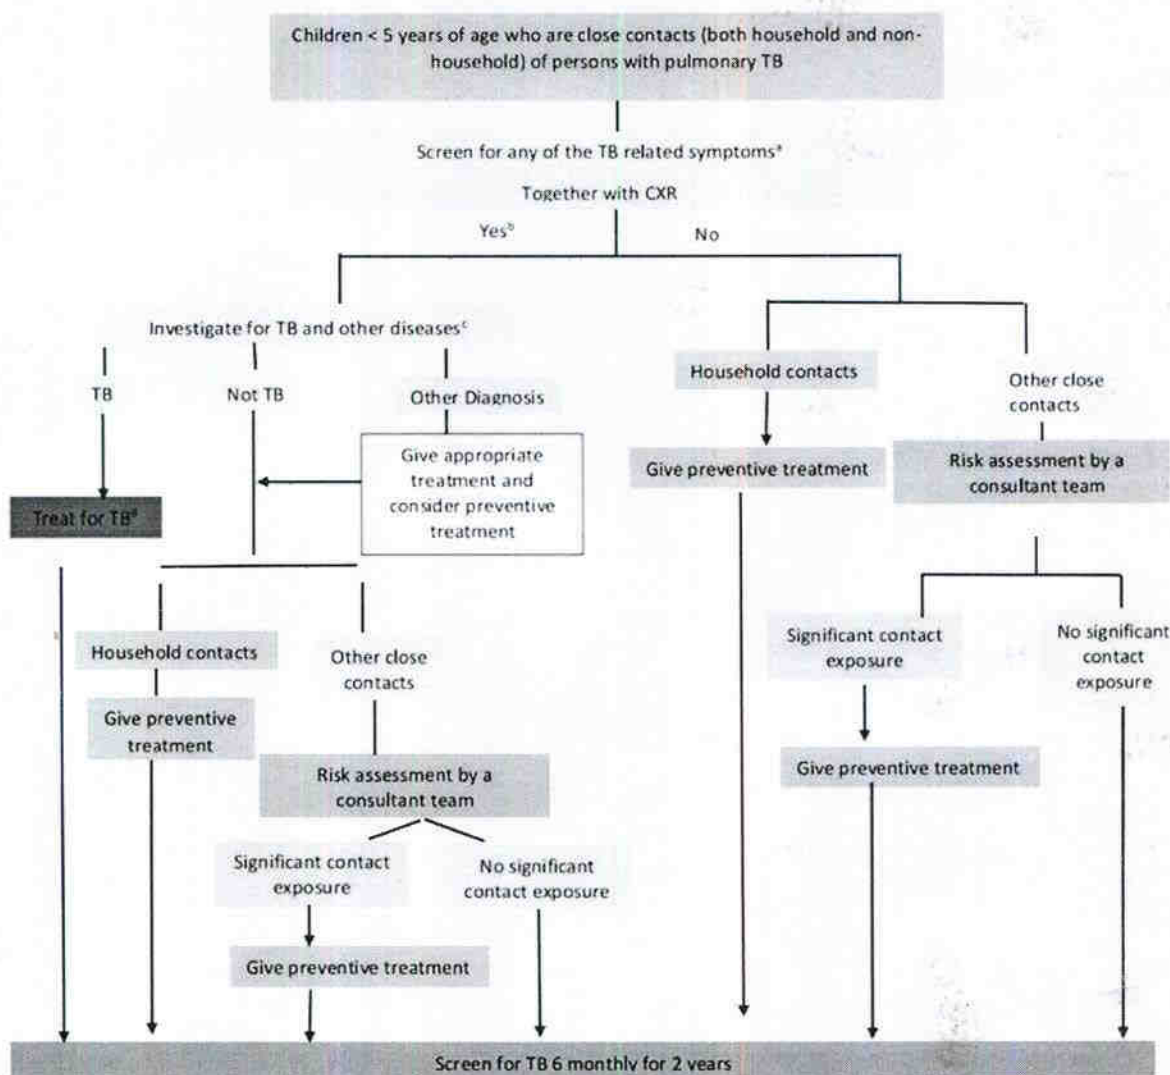 Children < 5 years of age who are close contacts (both household and non-
household) of persons with pulmonary TB
Screen for any of the TB related symptomsᵃ
Together with CXR
Yesᵇ
No
Investigate for TB and other diseasesᶜ
TB
Not TB
Other Diagnosis
Give appropriate
treatment and
consider preventive
treatment
Treat for TB
Household contacts
Give preventive
treatment
Other close
contacts
Risk assessment by a
consultant team
Significant contact
exposure
Give preventive treatment
No significant
contact exposure
Household contacts
Give preventive treatment
Other close
contacts
Risk assessment by a
consultant team
Significant contact
exposure
Give preventive treatment
No significant
contact
exposure
Screen for TB 6 monthly for 2 years